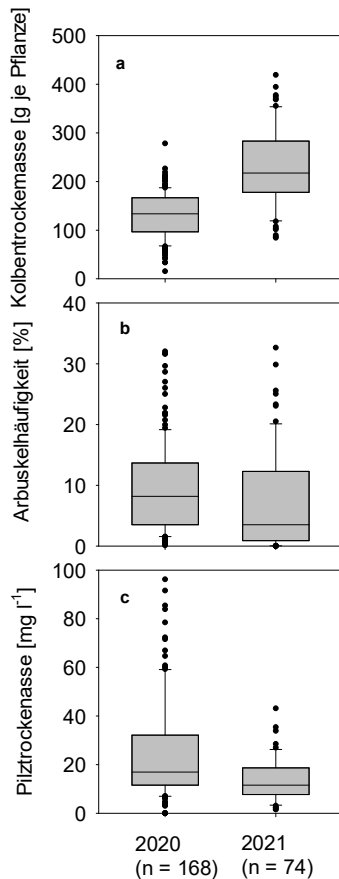 Kolbentrockemasse [g je Pflanze]
500
400
300
200
100
0
a
Arbuskelhäufigkeit [%]
40
30
20
10
0
b
Pilztrockenasse [mg l-1]
100
80
60
40
20
0
c
2020 2021
(n = 168) (n = 74)